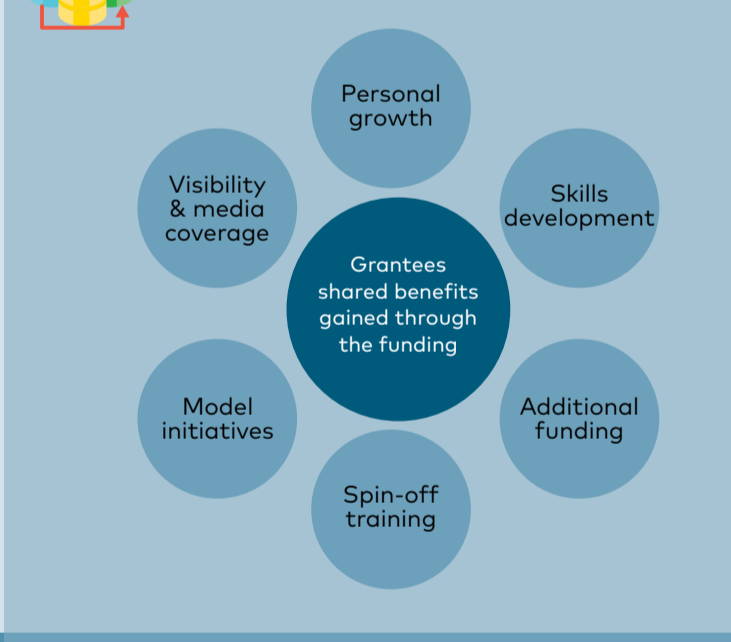 Personal
growth
Visibility
& media
coverage
Skills
development
Grantees
shared benefits
gained through
the funding
Model
initiatives
Additional
funding
Spin-off
training